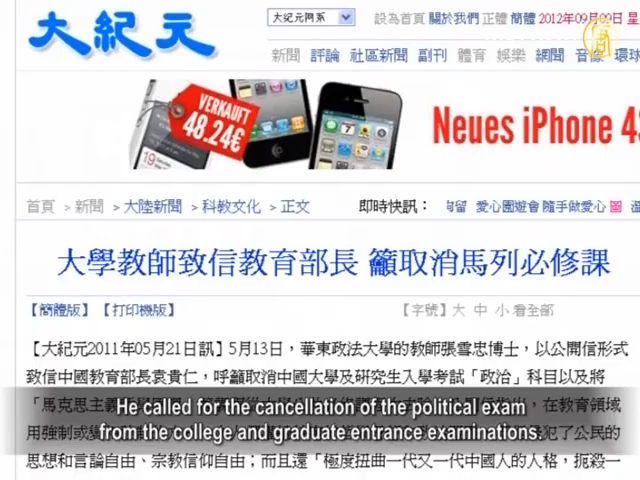 大紀元
大紀元网系
設為首頁 關於我們 正體 簡體 2012年09月09日 星
新聞 評論 社區新聞 副刊 體育 娛樂 網聞 音像 環球
VERKAUFT
48.24€
Neues iPhone 4S
首頁 > 新聞 > 大陸新聞 > 科教文化 > 正文
即時快訊： 拘留 愛心園遊會 隨手做愛心 圖
大學教師致信教育部長 籲取消馬列必修課
【簡體版】 【打印機版】
【字號】大 中 小 看全部
【大紀元2011年05月21日訊】5月13日，華東政法大學的教師張雪忠博士，以公開信形式
致信中國教育部長袁貴仁，呼籲取消中國大學及研究生入學考試「政治」科目以及將
「馬克思主義
He called for the cancellation of the political exam
在教育領域
用強制或變
from the college and graduate entrance examinations.
侵犯了公民的
思想和言論自由、宗教信仰自由；而且還「極度扭曲一代又一代中國人的人格，扼殺一